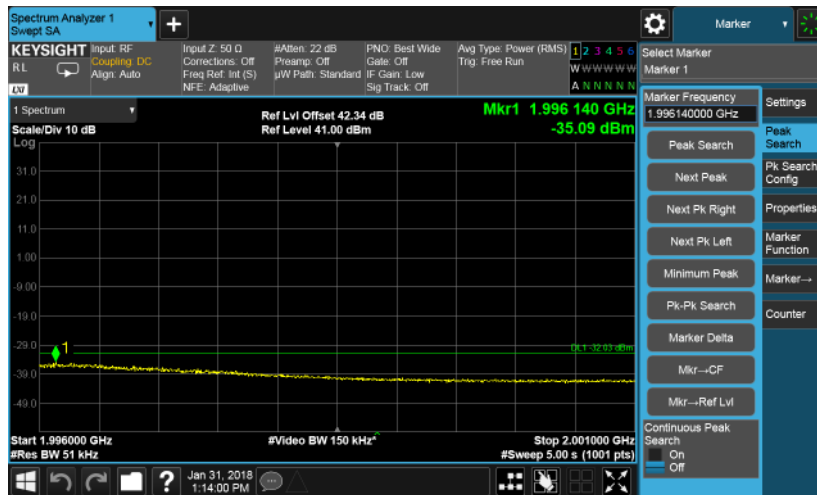 Spectrum Analyzer 1
Swept SA
+
Marker
KEYSIGHT
RL
LXI
Input: RF
Coupling: DC
Align: Auto
Input Z: 50 Ω
Corrections: Off
Freq Ref: Int (S)
NFE: Adaptive
#Atten: 22 dB
Preamp: Off
µW Path: Standard
PNO: Best Wide
Gate: Off
IF Gain: Low
Sig Track: Off
Avg Type: Power (RMS)
Trig: Free Run
1 2 3 4 5 6
W W W W W W
A N N N N N
Select Marker
Marker 1
1 Spectrum
Scale/Div 10 dB
Log
Ref Lvl Offset 42.34 dB
Ref Level 41.00 dBm
Mkr1 1.996 140 GHz
-35.09 dBm
31.0
21.0
11.0
1.00
-9.00
-19.0
-29.0
-39.0
-49.0
1
DL1 -32.03 dBm
Start 1.996000 GHz
#Res BW 51 kHz
#Video BW 150 kHz^
Stop 2.001000 GHz
#Sweep 5.00 s (1001 pts)
Marker Frequency
1.996140000 GHz
Peak Search
Next Peak
Next Pk Right
Next Pk Left
Minimum Peak
Pk-Pk Search
Marker Delta
Mkr→CF
Mkr→Ref Lvl
Continuous Peak
Search
On
Off
Settings
Peak
Search
Pk Search
Config
Properties
Marker
Function
Marker→
Counter
?
Jan 31, 2018
1:14:00 PM